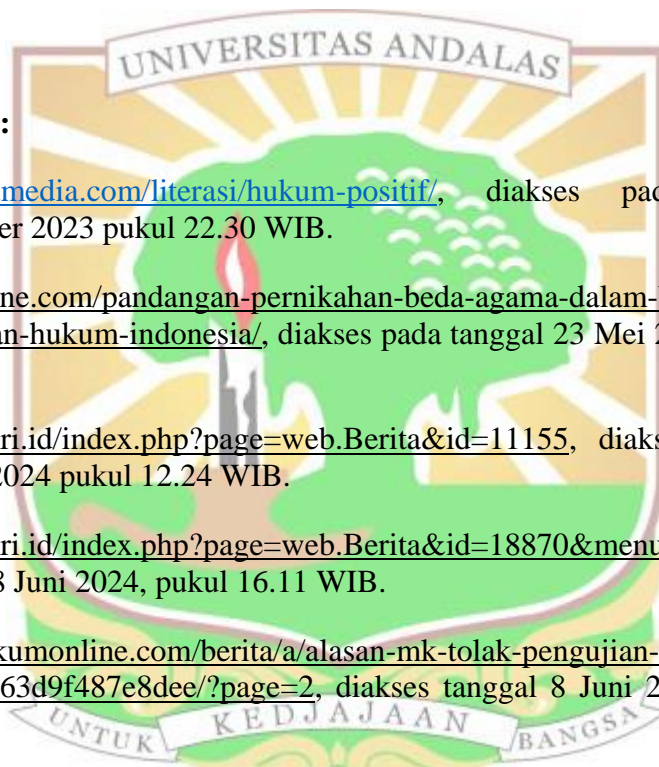 UNIVERSITAS ANDALAS
:
media.com/literasi/hukum-positif/, diakses pad
er 2023 pukul 22.30 WIB.
ne.com/pandangan-pernikahan-beda-agama-dalam-
an-hukum-indonesia/, diakses pada tanggal 23 Mei 2
ri.id/index.php?page=web.Berita&id=11155, diaks
2024 pukul 12.24 WIB.
ri.id/index.php?page=web.Berita&id=18870&menu
8 Juni 2024, pukul 16.11 WIB.
kumonline.com/berita/a/alasan-mk-tolak-pengujian-
63d9f487e8dee/?page=2, diakses tanggal 8 Juni 2
UNTUK KEDJAJAAN BANGSA